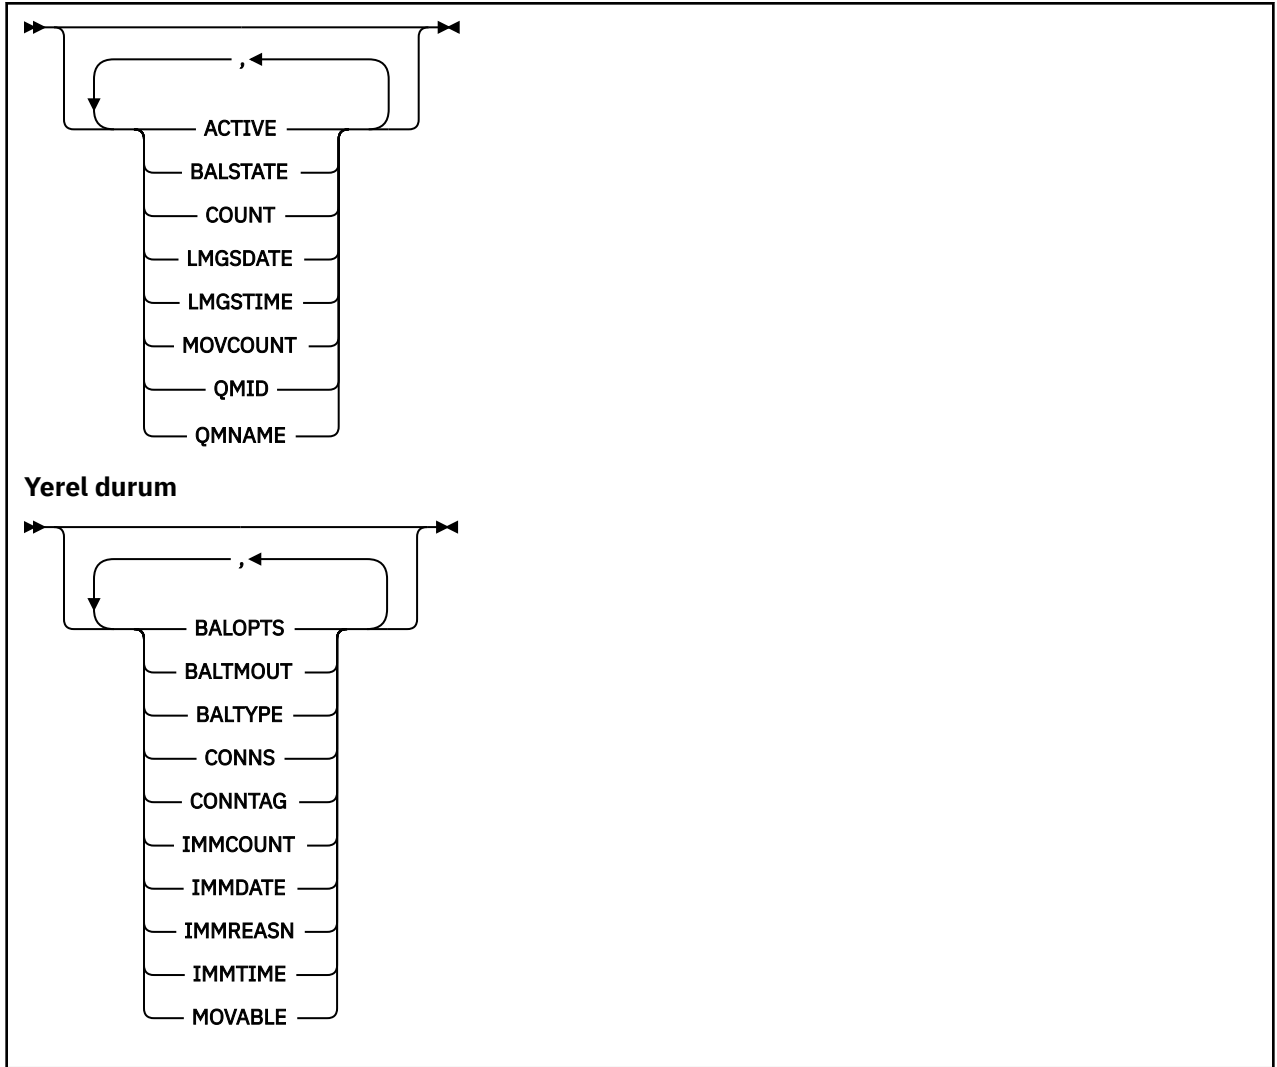 ,
ACTIVE
BALSTATE
COUNT
LMGSDATE
LMGSTIME
MOVCOUNT
QMID
QMNAME
Yerel durum
,
BALOPTS
BALTMOUT
BALTYPE
CONNS
CONNTAG
IMMCOUNT
IMMDATE
IMMREASN
IMMTIME
MOVABLE